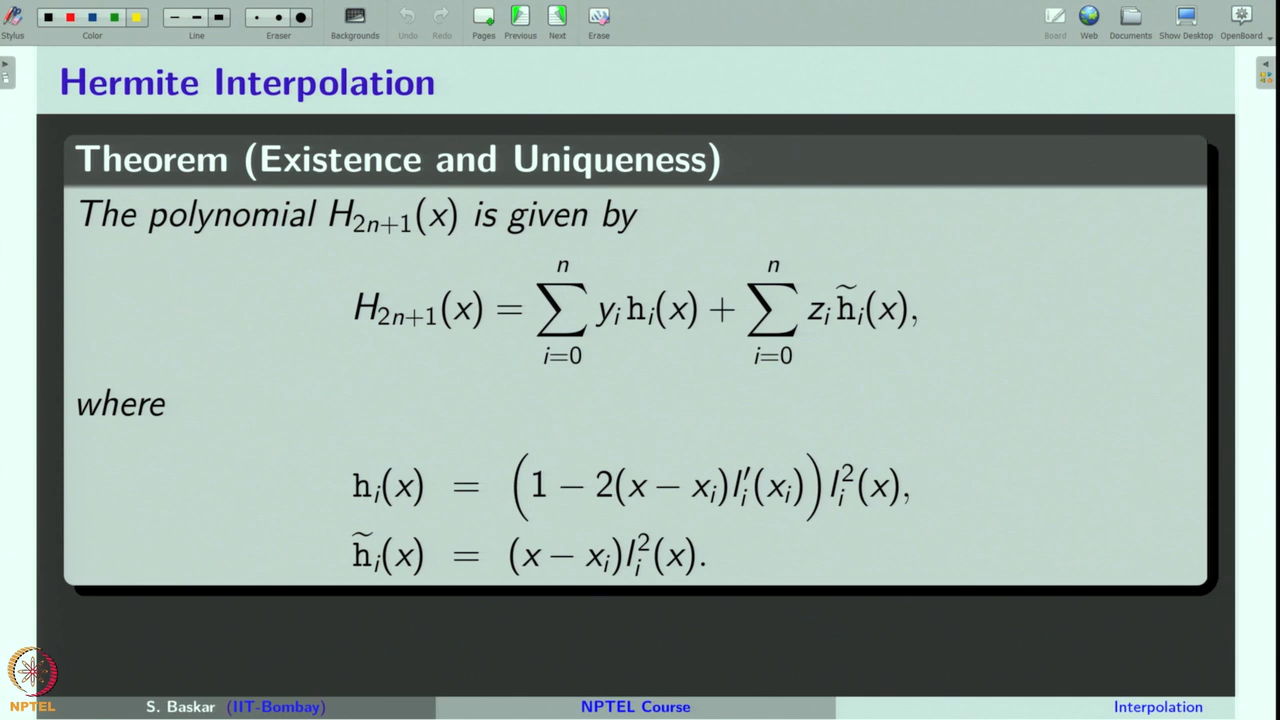 Stylus Color Line Eraser Backgrounds Undo Redo Pages Previous Next Erase Board Web Documents Show Desktop OpenBoard
Hermite Interpolation
Theorem (Existence and Uniqueness)
The polynomial H_{2n+1}(x) is given by
H_{2n+1}(x) = \sum_{i=0}^{n} y_i h_i(x) + \sum_{i=0}^{n} z_i \widetilde{h}_i(x),
where
h_i(x) = (1 − 2(x − x_i)l_i'(x_i)) l_i^2(x),
\widetilde{h}_i(x) = (x − x_i)l_i^2(x).
NPTEL
S. Baskar (IIT-Bombay) NPTEL Course Interpolation